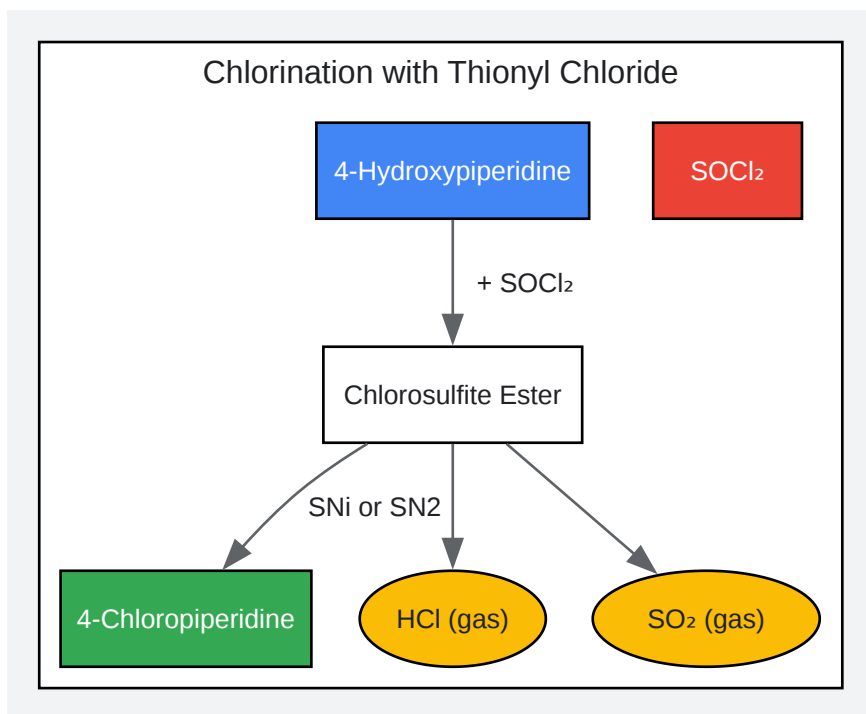 Chlorination with Thionyl Chloride
4-Hydroxypiperidine
SOCl₂
+ SOCl₂
Chlorosulfite Ester
SNi or SN2
4-Chloropiperidine
HCl (gas)
SO₂ (gas)